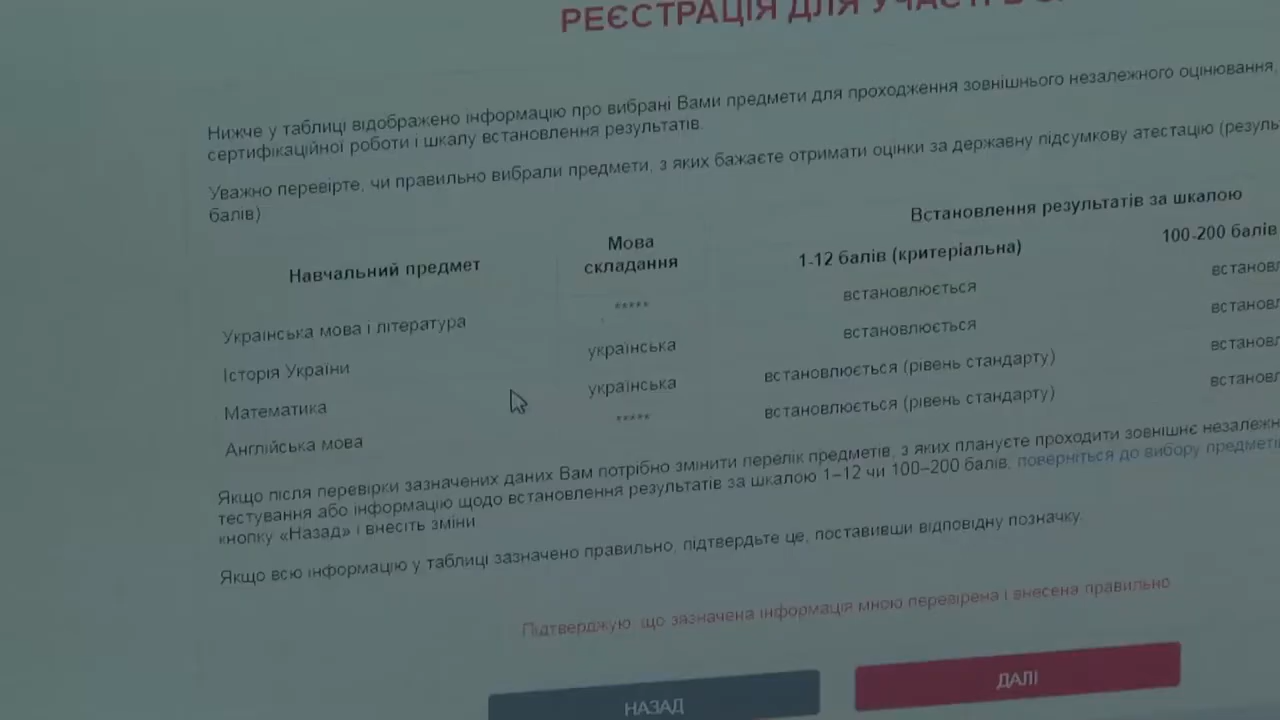 РЕЄСТРАЦІЯ ДЛЯ УЧАСТІ В
Нижче у таблиці відображено інформацію про вибрані Вами предмети для проходження зовнішнього незалежного оцінювання,
сертифікаційної роботи і шкалу встановлення результатів.
Уважно перевірте, чи правильно вибрали предмети, з яких бажаєте отримати оцінки за державну підсумкову атестацію (резуль
балів)
Встановлення результатів за шкалою
Навчальний предмет
Мова
складання
1-12 балів (критеріальна)
100-200 балів
Українська мова і література
*****
встановлюється
встановл
Історія України
українська
встановлюється
встановл
Математика
українська
встановлюється (рівень стандарту)
встановл
Англійська мова
*****
встановлюється (рівень стандарту)
встановл
Якщо після перевірки зазначених даних Вам потрібно змінити перелік предметів, з яких плануєте проходити зовнішнє незалежн
тестування або інформацію щодо встановлення результатів за шкалою 1–12 чи 100–200 балів, поверніться до вибору предметі
кнопку «Назад» і внесіть зміни
Якщо всю інформацію у таблиці зазначено правильно, підтвердьте це, поставивши відповідну позначку.
Підтверджую, що зазначена інформація мною перевірена і внесена правильно
НАЗАД
ДАЛІ